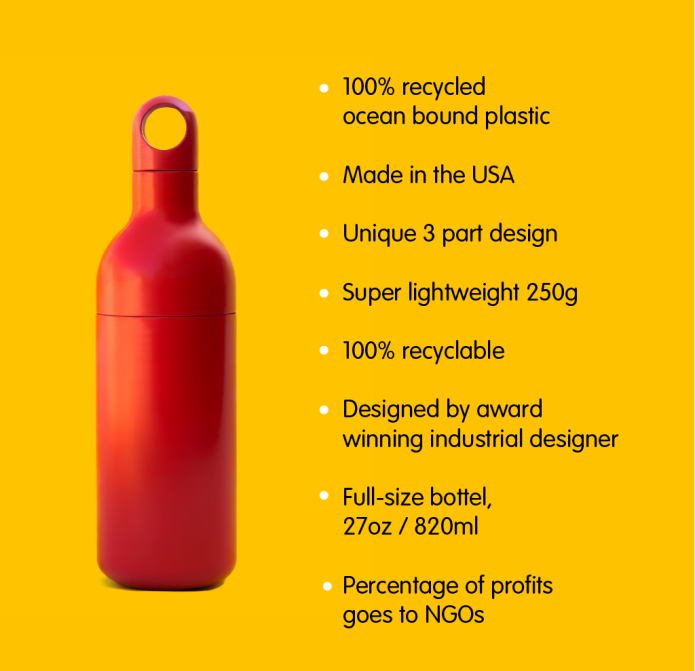 100% recycled
ocean bound plastic
Made in the USA
Unique 3 part design
Super lightweight 250g
100% recyclable
Designed by award
winning industrial designer
Full-size bottel,
27oz / 820ml
Percentage of profits
goes to NGOs